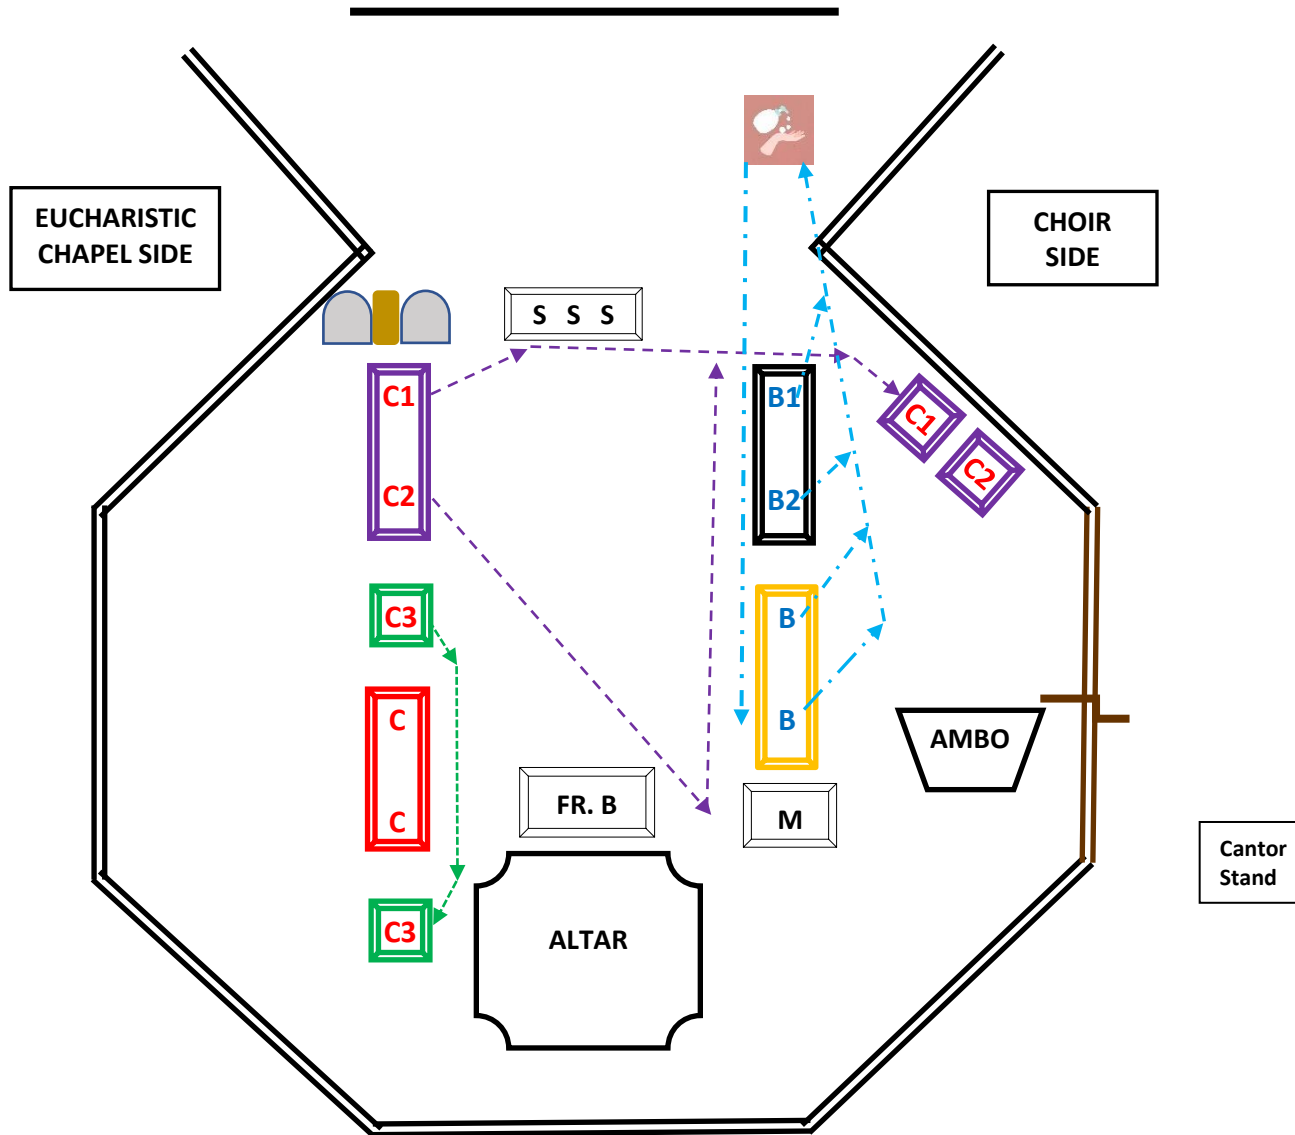 EUCHARISTIC
CHAPEL SIDE
CHOIR
SIDE
S S S
C1
B1
C1
C2
B2
C2
C3
B
C
B
AMBO
FR. B
M
C
Cantor
Stand
C3
ALTAR